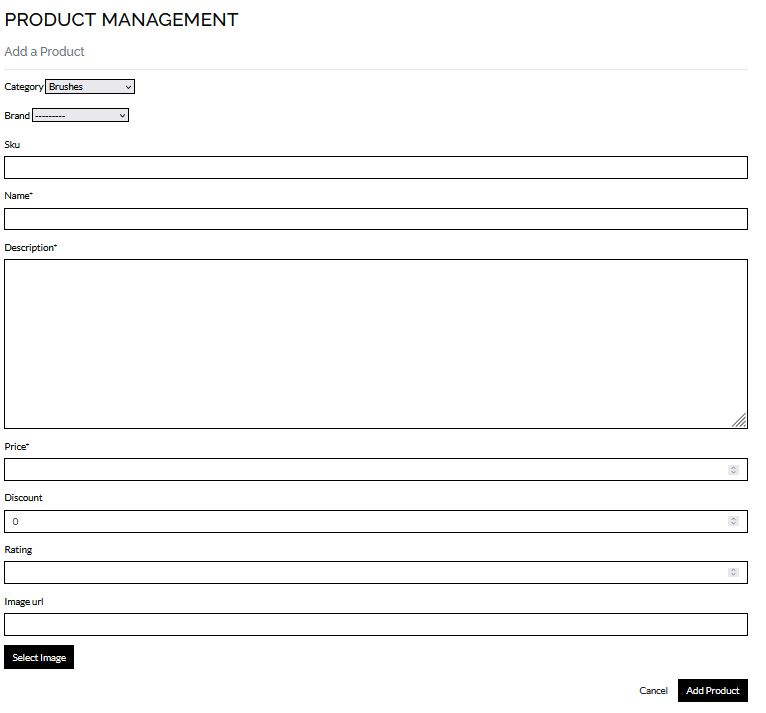 PRODUCT MANAGEMENT
Add a Product
Category Brushes
Brand ---------
Sku
Name*
Description*
Price*
Discount
0
Rating
Image url
Select Image
Cancel Add Product